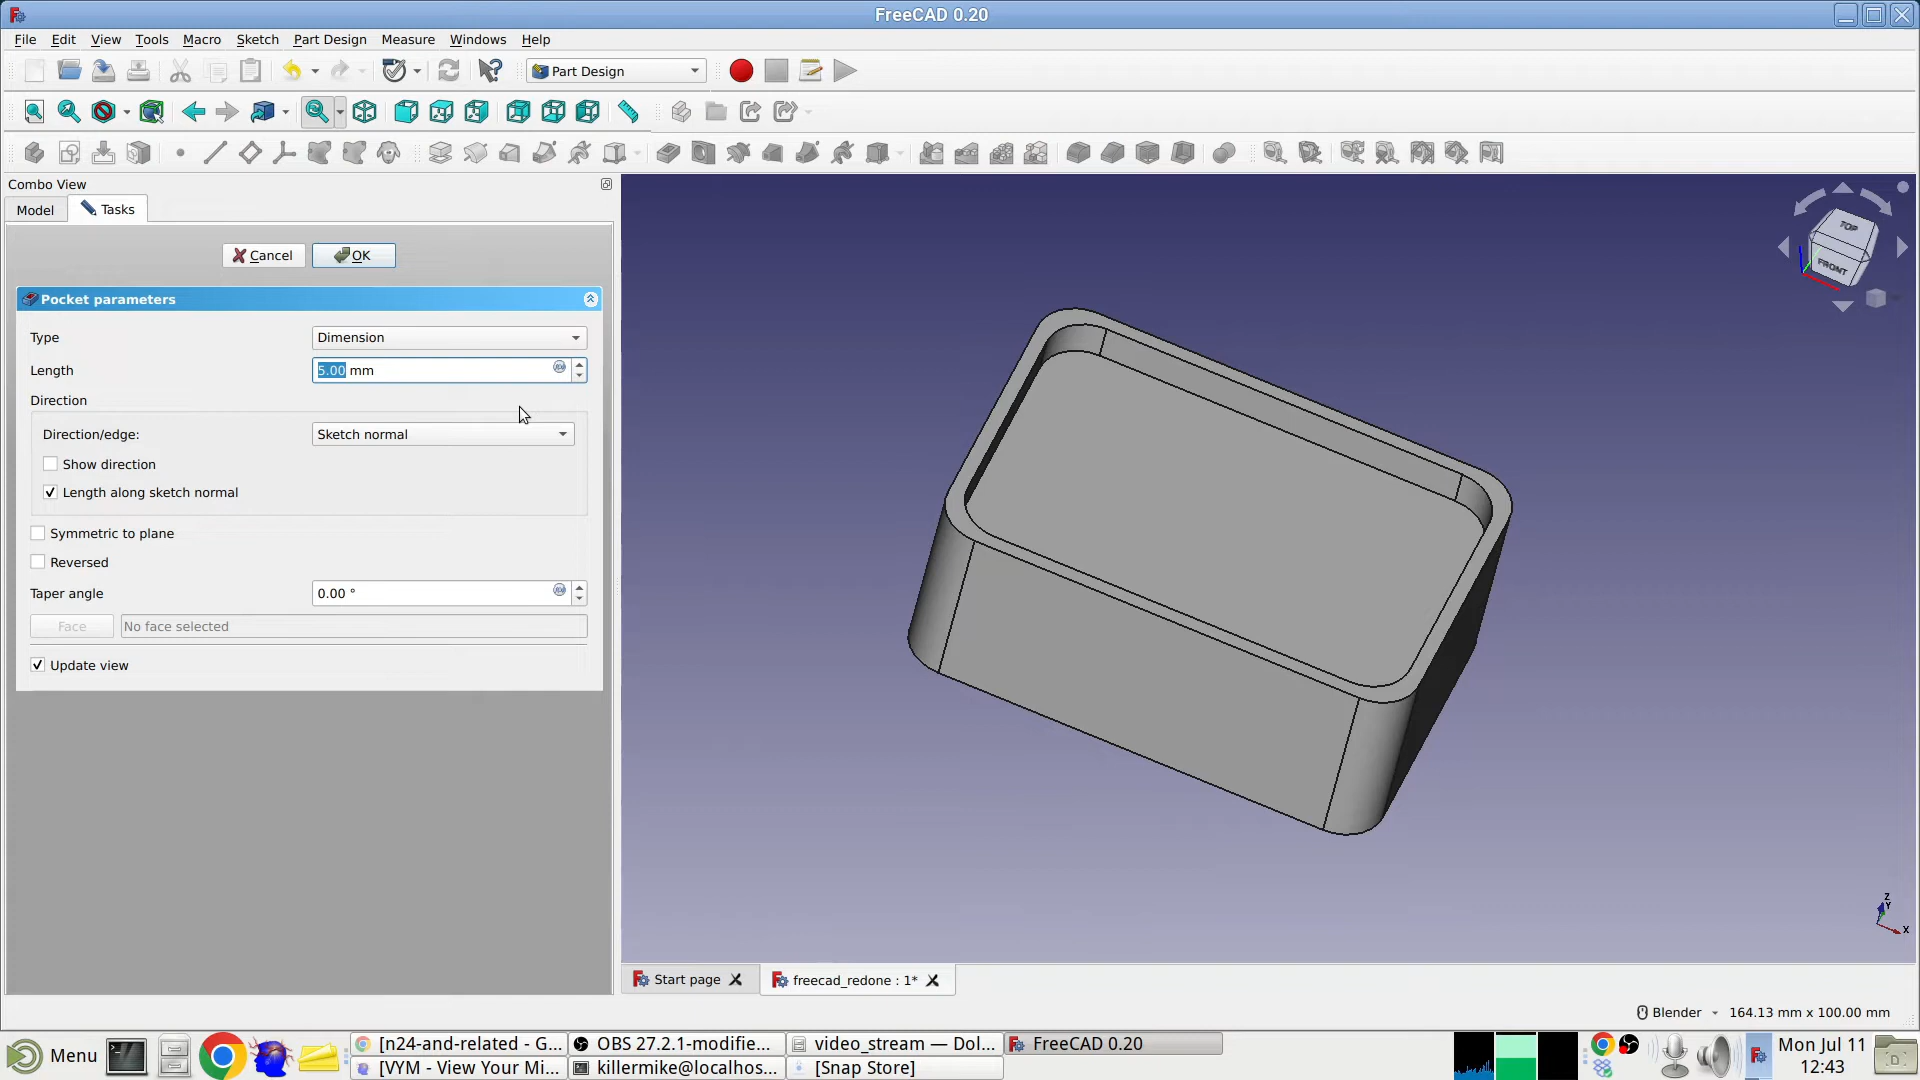 FreeCAD 0.20
File Edit View Tools Macro Sketch Part Design Measure Windows Help
Part Design
Combo View
Model Tasks
Cancel OK
Pocket parameters
Type Dimension
Length 5.00 mm
Direction
Direction/edge: Sketch normal
Show direction
Length along sketch normal
Symmetric to plane
Reversed
Taper angle 0.00 °
Face No face selected
Update view
TOP
FRONT
Z
Y
X
Start page freecad_redone : 1*
Blender 164.13 mm x 100.00 mm
Menu [n24-and-related - G... OBS 27.2.1-modifie... video_stream — Dol... FreeCAD 0.20 Mon Jul 11
[VYM - View Your Mi... killermike@localhos... [Snap Store] 12:43